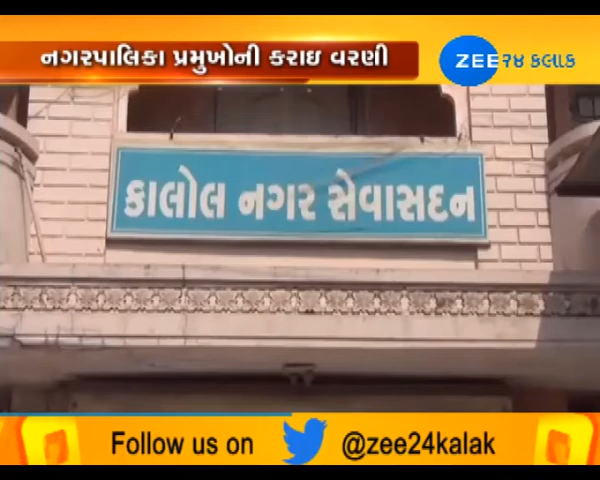 નગરપાલિકા પ્રમુખોની કરાઇ વરણી
ZEE ૨૪ કલાક
કાલોલ નગર સેવાસદન
Follow us on @zee24kalak